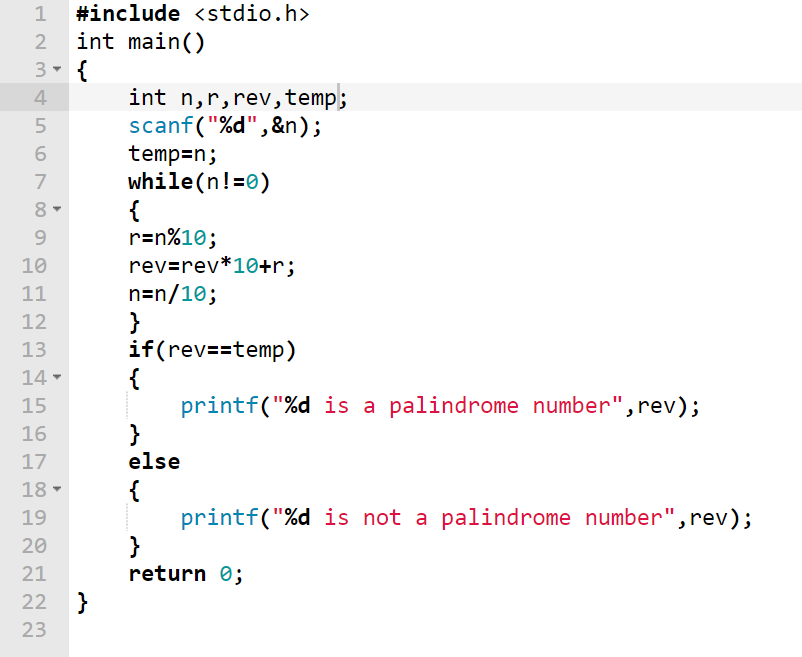 1 #include <stdio.h>
2 int main()
3 {
4     int n,r,rev,temp;
5     scanf("%d",&n);
6     temp=n;
7     while(n!=0)
8     {
9     r=n%10;
10     rev=rev*10+r;
11     n=n/10;
12     }
13     if(rev==temp)
14     {
15         printf("%d is a palindrome number",rev);
16     }
17     else
18     {
19         printf("%d is not a palindrome number",rev);
20     }
21     return 0;
22 }
23